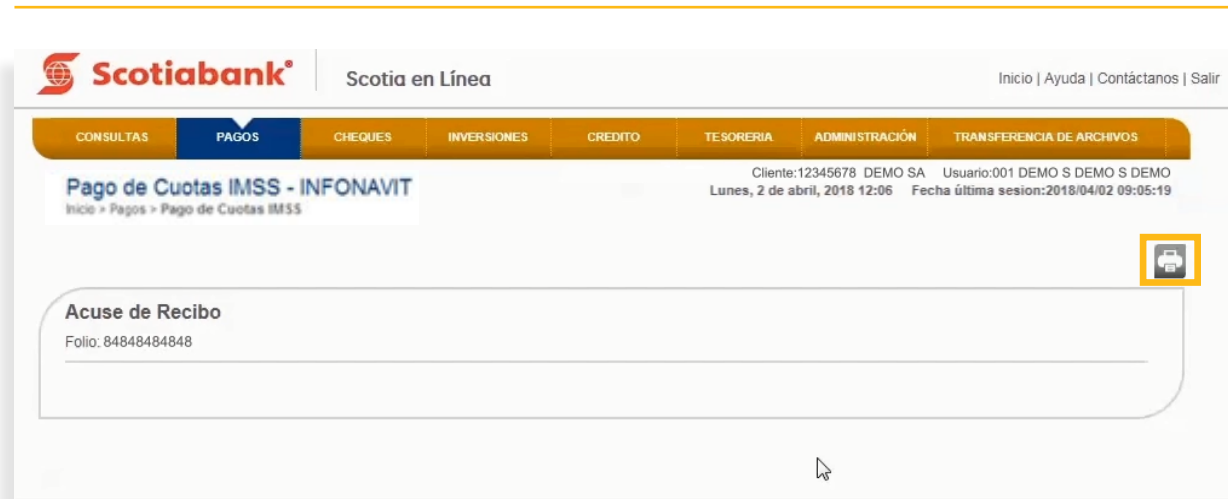 Scotiabank®
Scotia en Línea
Inicio | Ayuda | Contáctanos | Salir
CONSULTAS PAGOS CHEQUES INVERSIONES CREDITO TESORERIA ADMINISTRACIÓN TRANSFERENCIA DE ARCHIVOS
Cliente:12345678 DEMO SA Usuario:001 DEMO S DEMO S DEMO
Pago de Cuotas IMSS - INFONAVIT
Lunes, 2 de abril, 2018 12:06 Fecha última sesion:2018/04/02 09:05:19
Inicio > Pagos > Pago de Cuotas IMSS
Acuse de Recibo
Folio: 84848484848